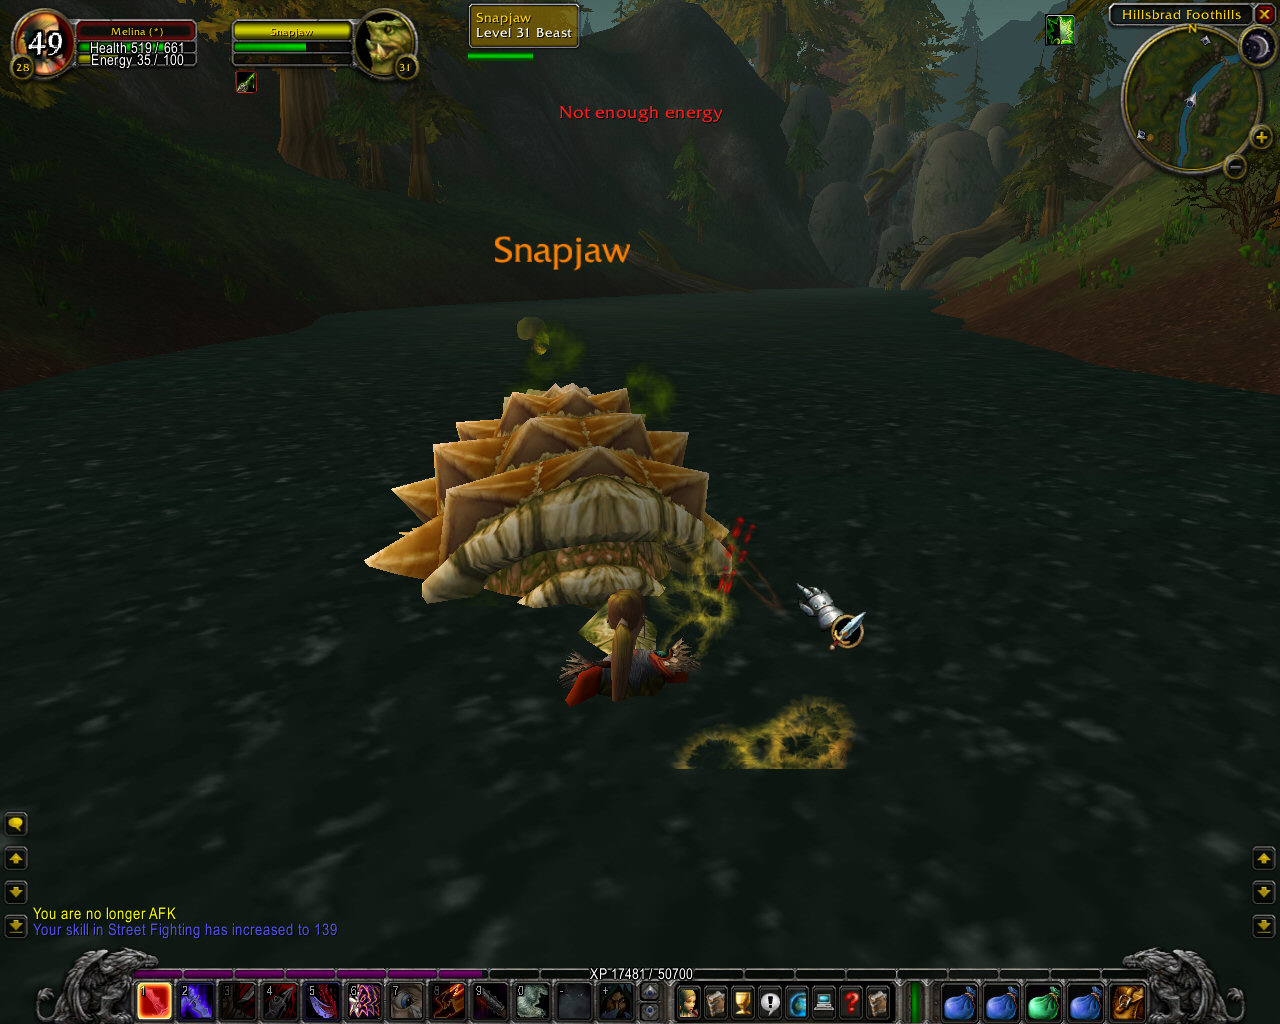 49
Melina (*)
Health 519 / 661
Energy 35 / 100
28
Snapjaw
31
Snapjaw
Level 31 Beast
Hillsbrad Foothills
N
Not enough energy
Snapjaw
You are no longer AFK
Your skill in Street Fighting has increased to 139
XP 17481 / 50700
1 2 3 4 5 6 7 8 9 0 - +